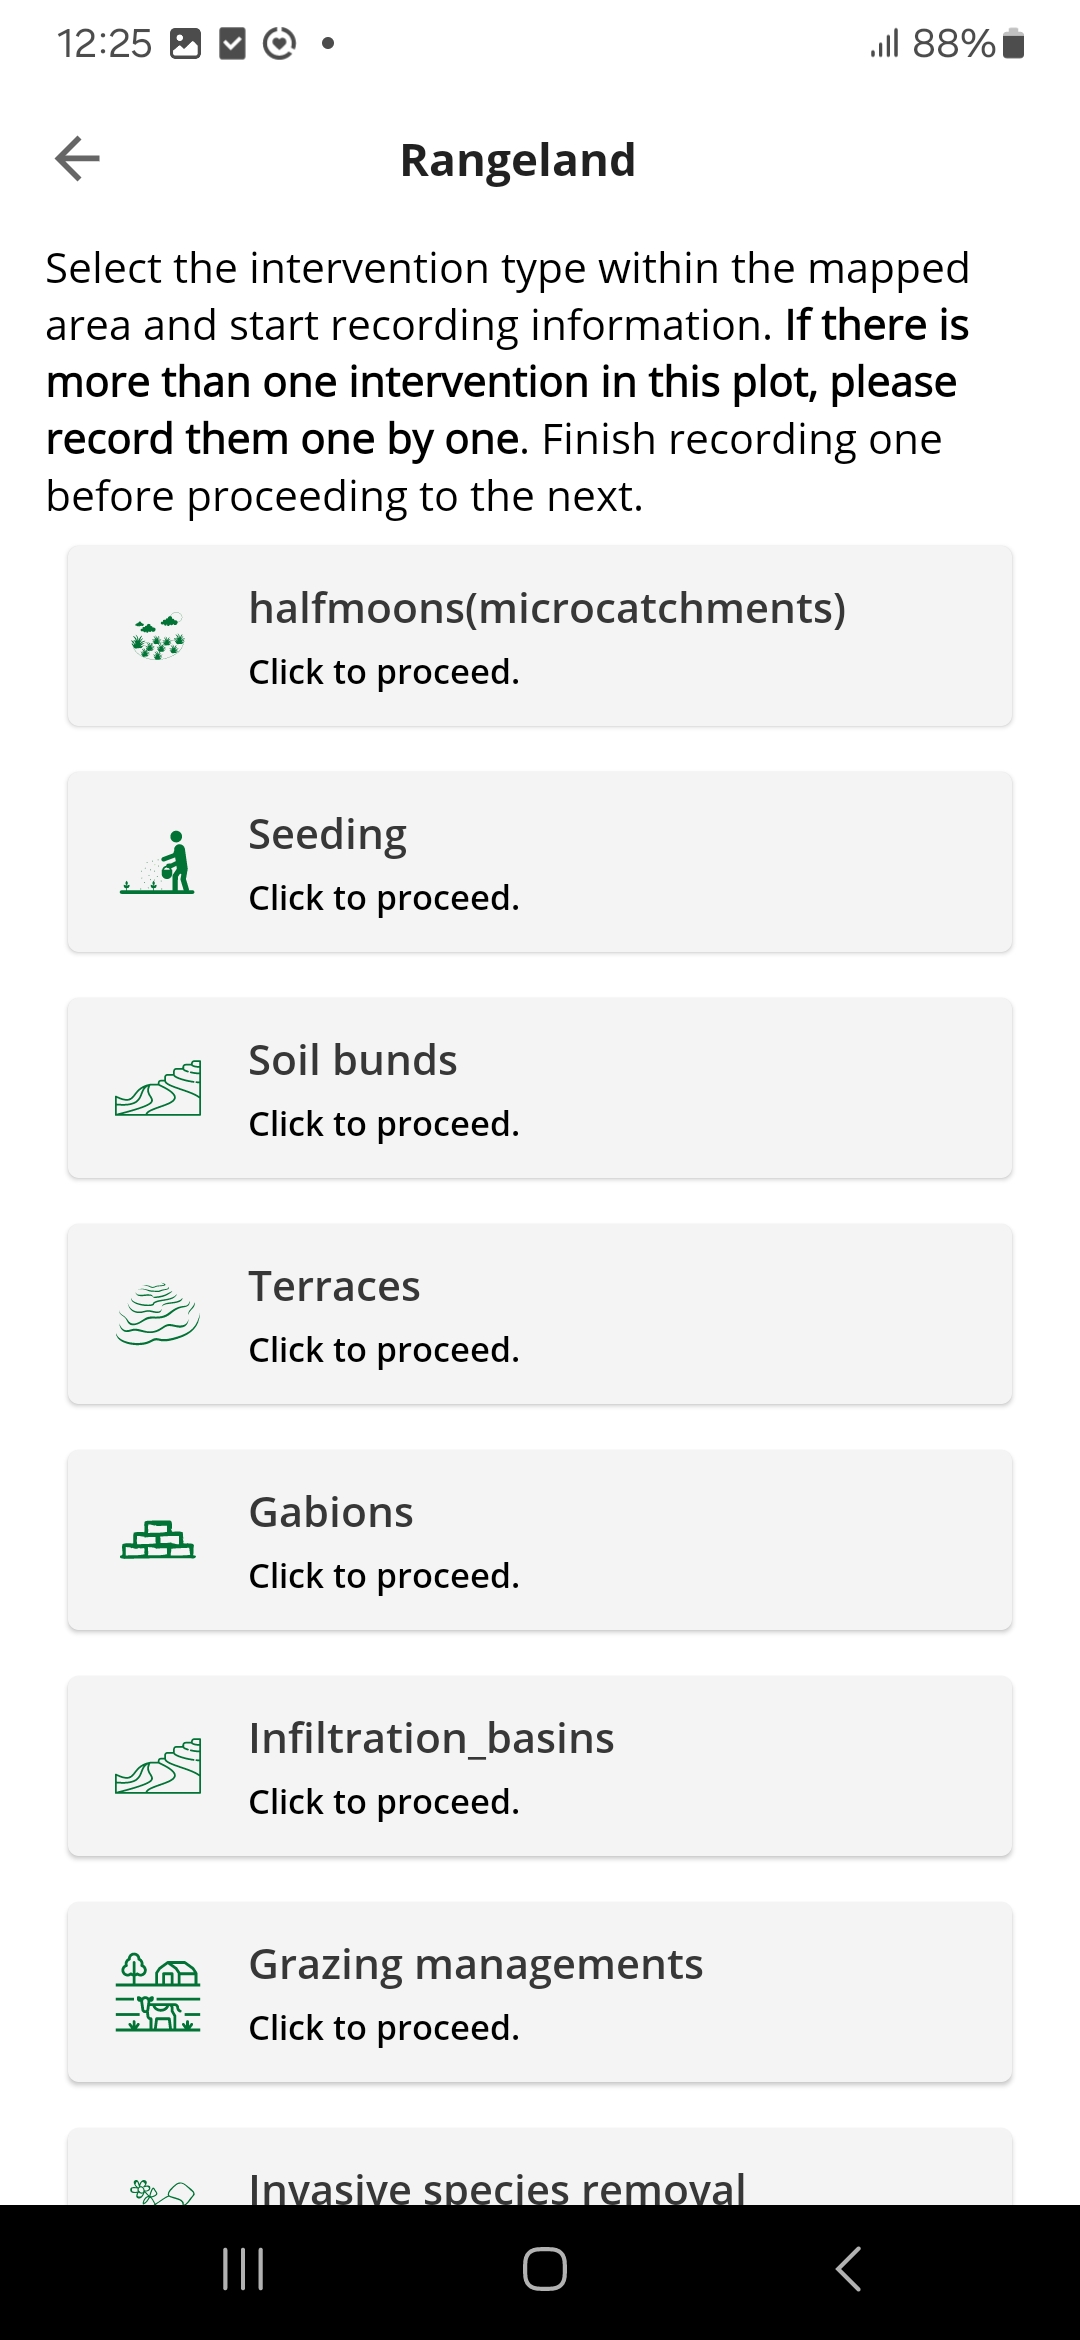 12:25
88%
Rangeland
Select the intervention type within the mapped
area and start recording information. If there is
more than one intervention in this plot, please
record them one by one. Finish recording one
before proceeding to the next.
halfmoons(microcatchments)
Click to proceed.
Seeding
Click to proceed.
Soil bunds
Click to proceed.
Terraces
Click to proceed.
Gabions
Click to proceed.
Infiltration_basins
Click to proceed.
Grazing managements
Click to proceed.
Invasive species removal